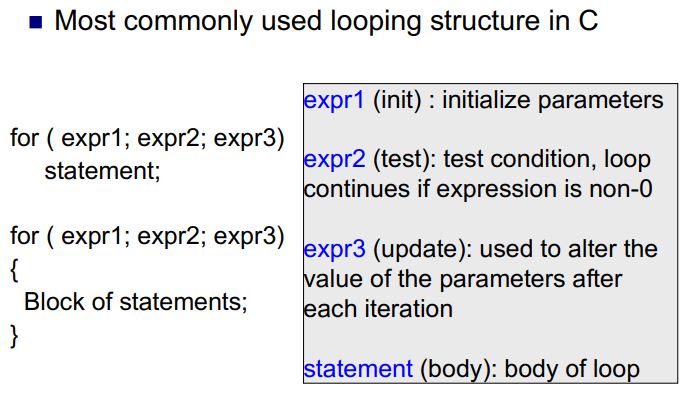 ■ Most commonly used looping structure in C
for ( expr1; expr2; expr3)
statement;
for ( expr1; expr2; expr3)
{
Block of statements;
}
expr1 (init) : initialize parameters
expr2 (test): test condition, loop
continues if expression is non-0
expr3 (update): used to alter the
value of the parameters after
each iteration
statement (body): body of loop